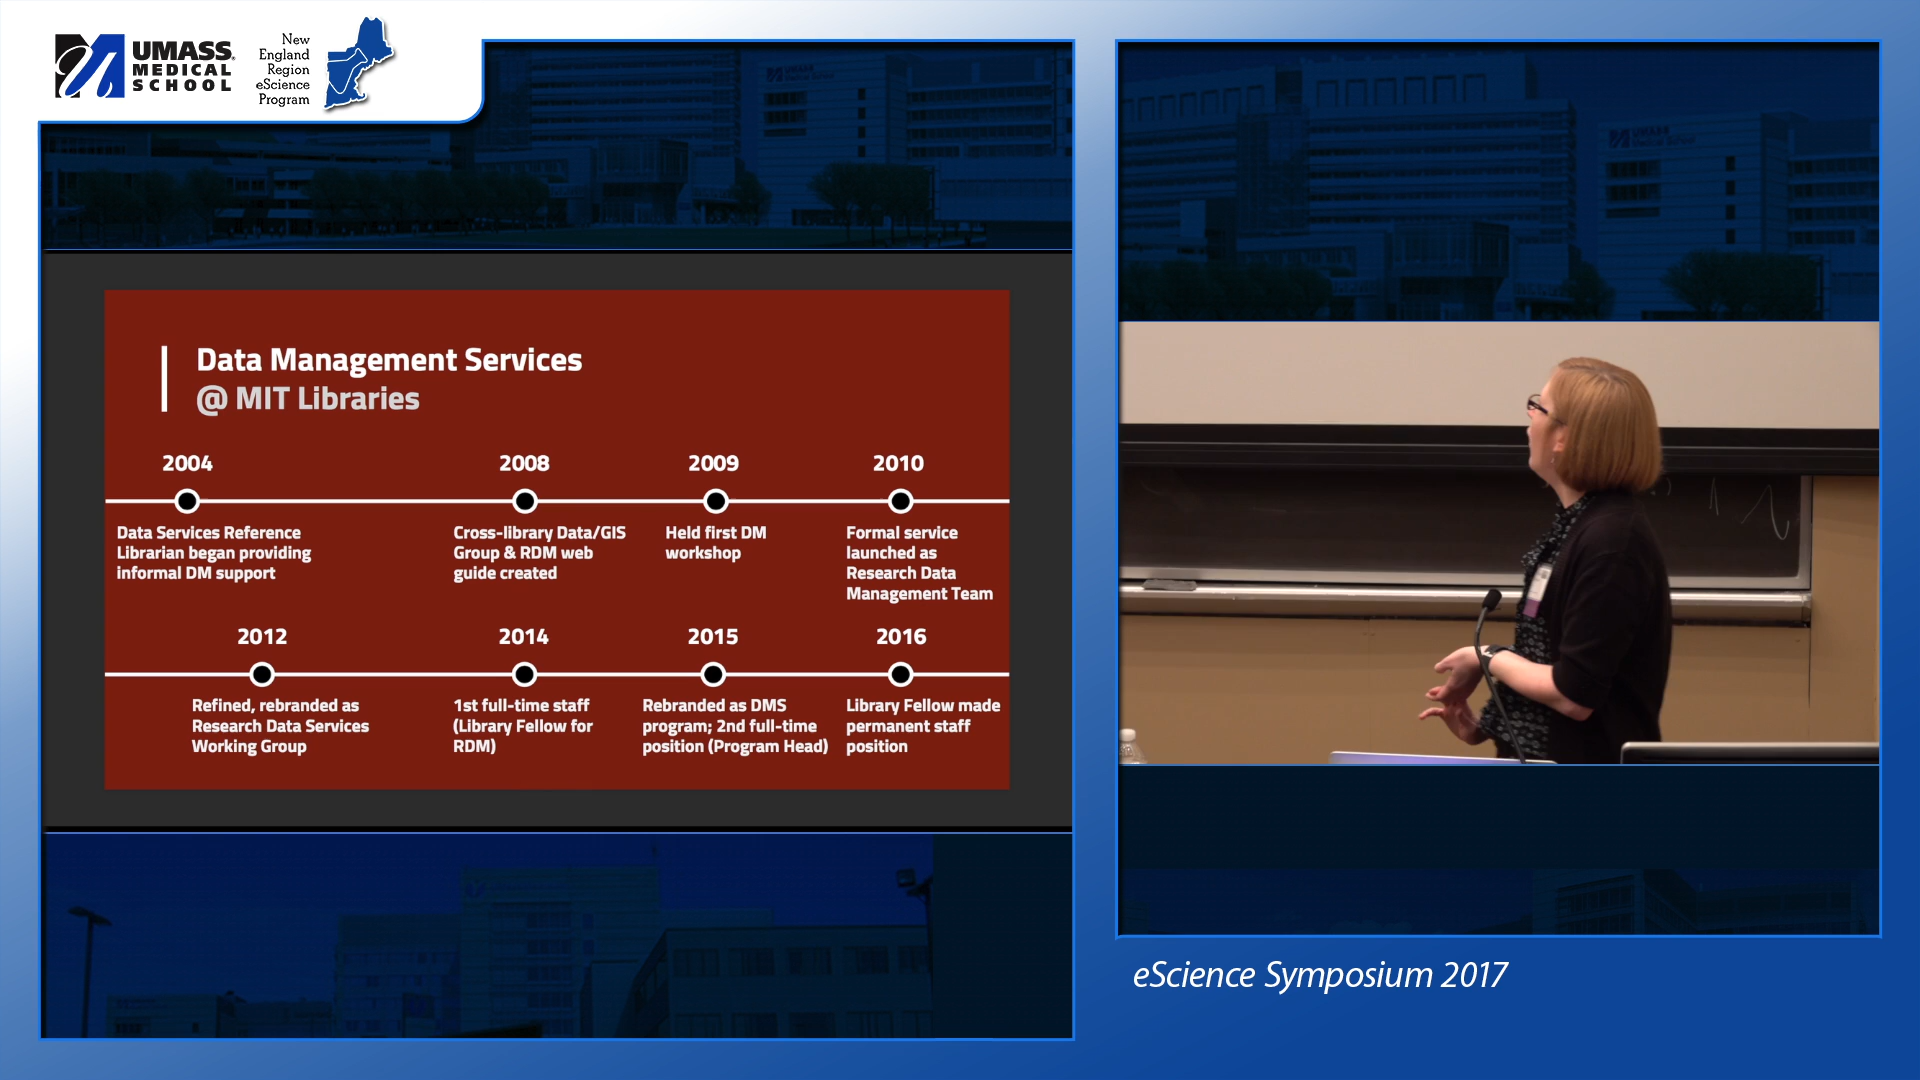 UMASS
MEDICAL
SCHOOL
New
England
Region
eScience
Program
Data Management Services
@ MIT Libraries
2004
2008
2009
2010
Data Services Reference
Librarian began providing
informal DM support
Cross-library Data/GIS
Group & RDM web
guide created
Held first DM
workshop
Formal service
launched as
Research Data
Management Team
2012
2014
2015
2016
Refined, rebranded as
Research Data Services
Working Group
1st full-time staff
(Library Fellow for
RDM)
Rebranded as DMS
program; 2nd full-time
position (Program Head)
Library Fellow made
permanent staff
position
eScience Symposium 2017